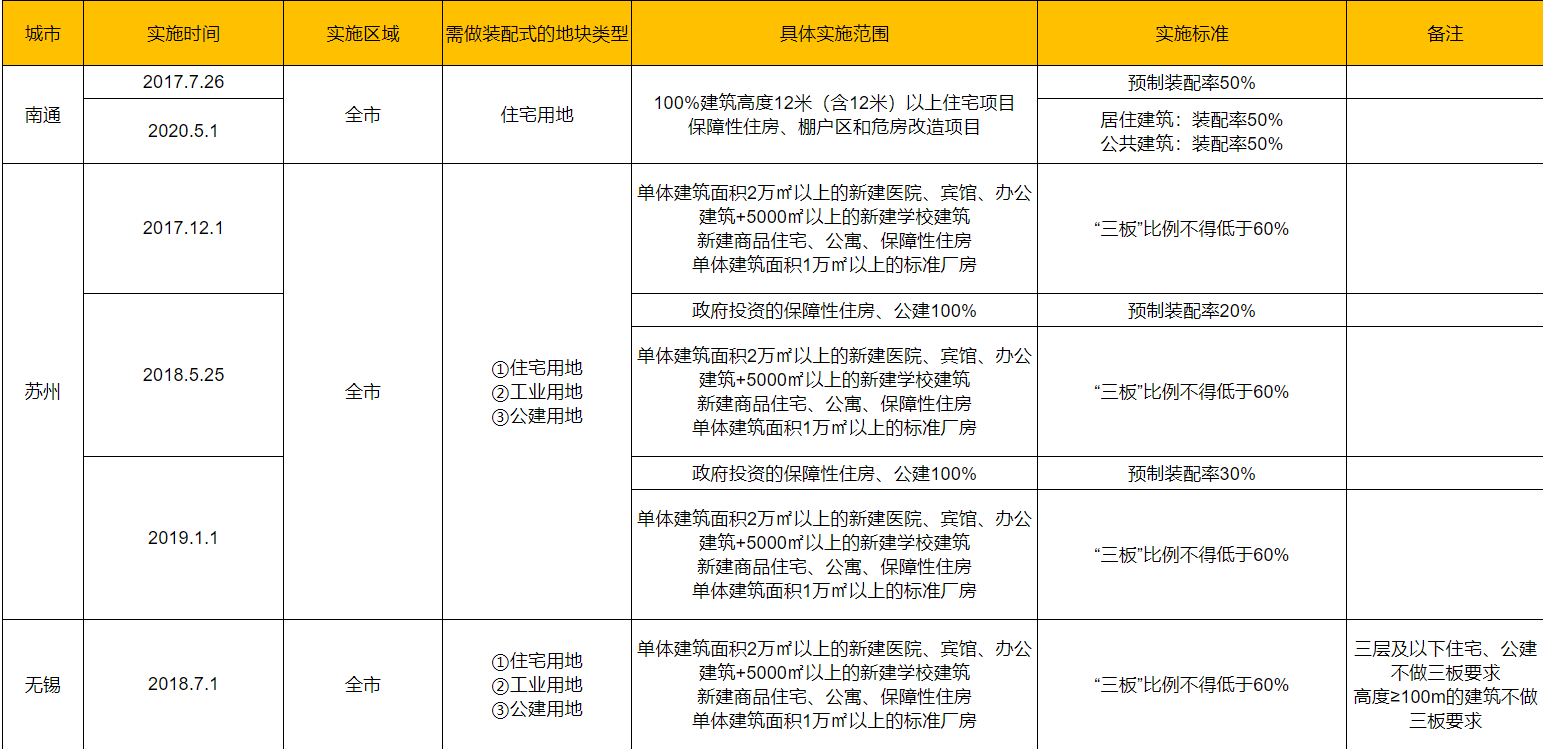 城市
实施时间
实施区域
需做装配式的地块类型
具体实施范围
实施标准
备注
南通
2017.7.26
2020.5.1
全市
住宅用地
100%建筑高度12米（含12米）以上住宅项目
保障性住房、棚户区和危房改造项目
预制装配率50%
居住建筑：装配率50%
公共建筑：装配率50%
苏州
2017.12.1
全市
①住宅用地
②工业用地
③公建用地
单体建筑面积2万㎡以上的新建医院、宾馆、办公
建筑+5000㎡以上的新建学校建筑
新建商品住宅、公寓、保障性住房
单体建筑面积1万㎡以上的标准厂房
“三板”比例不得低于60%
2018.5.25
政府投资的保障性住房、公建100%
预制装配率20%
单体建筑面积2万㎡以上的新建医院、宾馆、办公
建筑+5000㎡以上的新建学校建筑
新建商品住宅、公寓、保障性住房
单体建筑面积1万㎡以上的标准厂房
“三板”比例不得低于60%
2019.1.1
政府投资的保障性住房、公建100%
预制装配率30%
单体建筑面积2万㎡以上的新建医院、宾馆、办公
建筑+5000㎡以上的新建学校建筑
新建商品住宅、公寓、保障性住房
单体建筑面积1万㎡以上的标准厂房
“三板”比例不得低于60%
无锡
2018.7.1
全市
①住宅用地
②工业用地
③公建用地
单体建筑面积2万㎡以上的新建医院、宾馆、办公
建筑+5000㎡以上的新建学校建筑
新建商品住宅、公寓、保障性住房
单体建筑面积1万㎡以上的标准厂房
“三板”比例不得低于60%
三层及以下住宅、公建
不做三板要求
高度≥100m的建筑不做
三板要求